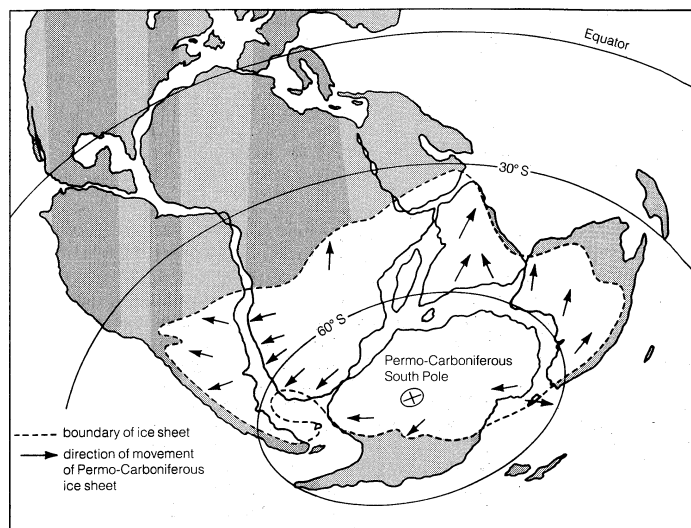 Equator
30° S
60° S
Permo-Carboniferous
South Pole
boundary of ice sheet
direction of movement
of Permo-Carboniferous
ice sheet